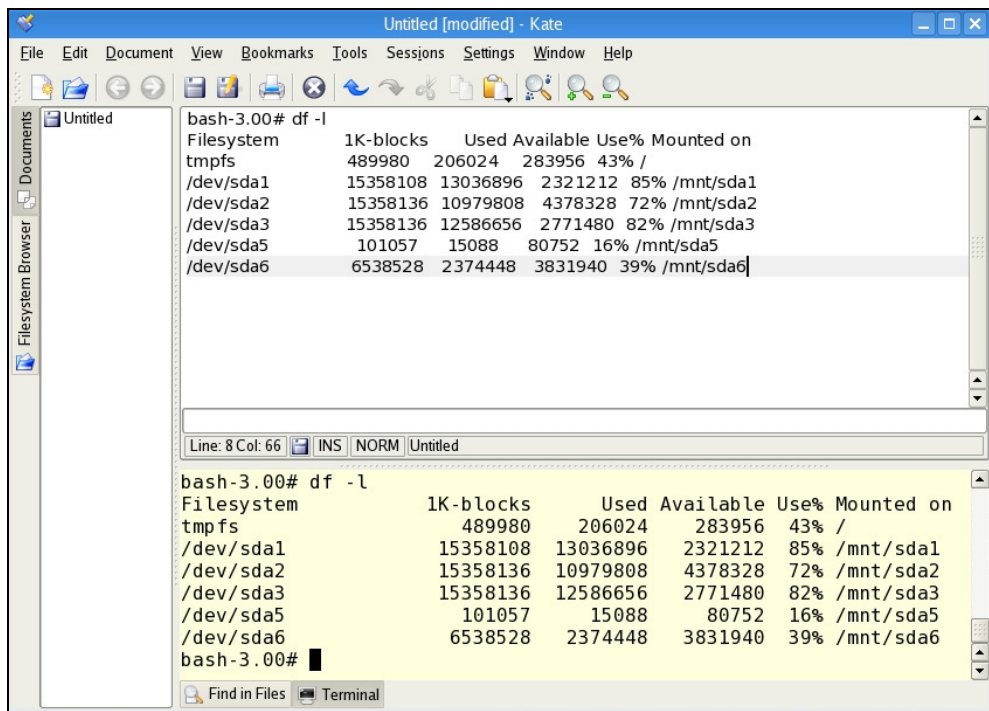 Untitled [modified] - Kate
File Edit Document View Bookmarks Tools Sessions Settings Window Help
Documents
Filesystem Browser
Untitled
bash-3.00# df -l
Filesystem 1K-blocks Used Available Use% Mounted on
tmpfs 489980 206024 283956 43% /
/dev/sda1 15358108 13036896 2321212 85% /mnt/sda1
/dev/sda2 15358136 10979808 4378328 72% /mnt/sda2
/dev/sda3 15358136 12586656 2771480 82% /mnt/sda3
/dev/sda5 101057 15088 80752 16% /mnt/sda5
/dev/sda6 6538528 2374448 3831940 39% /mnt/sda6
Line: 8 Col: 66 INS NORM Untitled
bash-3.00# df -l
Filesystem 1K-blocks Used Available Use% Mounted on
tmpfs 489980 206024 283956 43% /
/dev/sda1 15358108 13036896 2321212 85% /mnt/sda1
/dev/sda2 15358136 10979808 4378328 72% /mnt/sda2
/dev/sda3 15358136 12586656 2771480 82% /mnt/sda3
/dev/sda5 101057 15088 80752 16% /mnt/sda5
/dev/sda6 6538528 2374448 3831940 39% /mnt/sda6
bash-3.00#
Find in Files Terminal